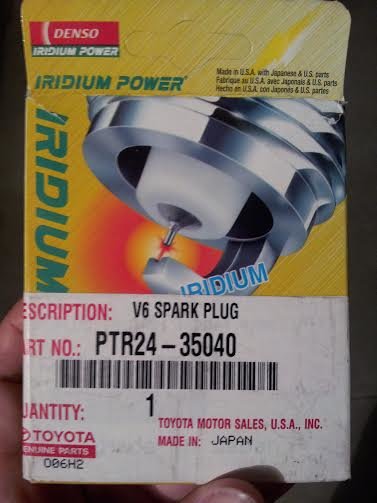 DENSO
IRIDIUM POWER
IRIDIUM POWER®
Made in U.S.A. with Japanese & U.S. parts
Fabriqué au U.S.A. avec Japonais & U.S. parts
Hecho en U.S.A. con Japonés & U.S. partes
IRIDIUM
IRIDIUM
ESCRIPTION: V6 SPARK PLUG
ART NO.: PTR24-35040
UANTITY: 1
TOYOTA MOTOR SALES, U.S.A., INC.
TOYOTA
GENUINE PARTS
MADE IN: JAPAN
006H2